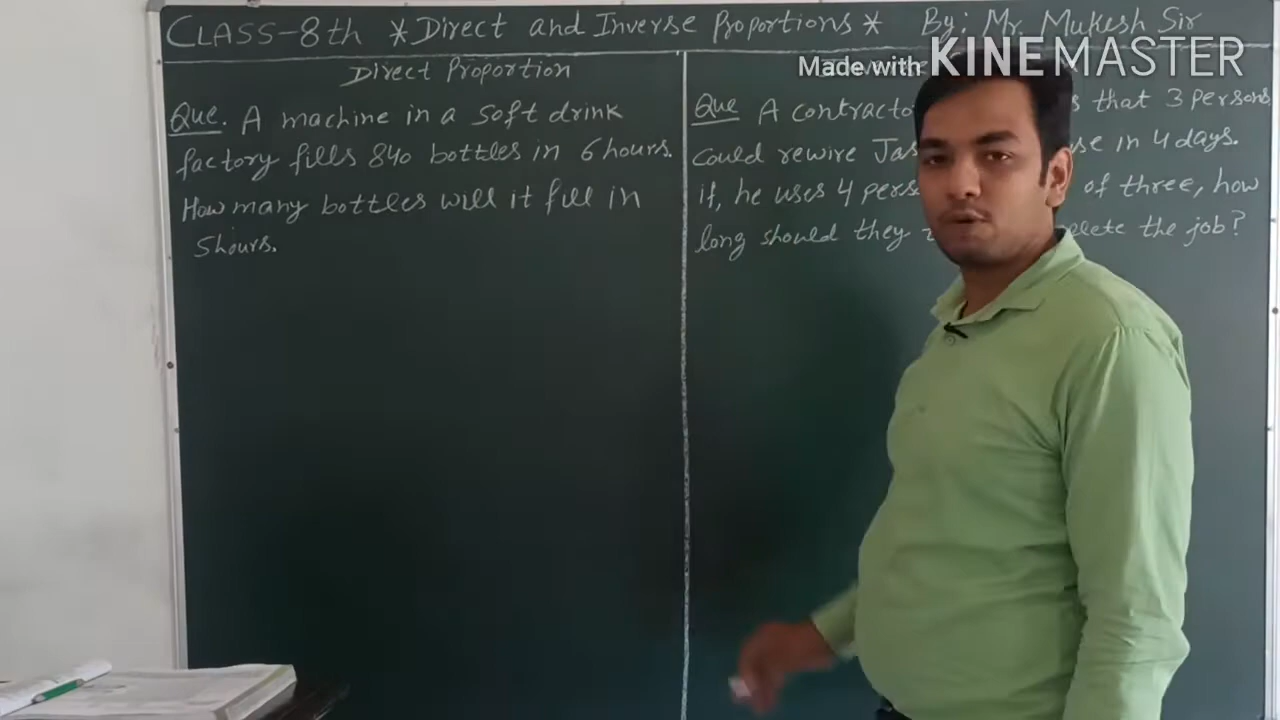 CLASS-8th *Direct and Inverse Proportions* By: Mr. Mukesh Sir
Made with KINEMASTER
Direct Proportion
Que. A machine in a soft drink
factory fills 840 bottles in 6 hours.
How many bottles will it fill in
5hours.
Que A contracto s that 3 persons
could rewire Jas se in 4 days.
if, he uses 4 pers of three, how
long should they plete the job?